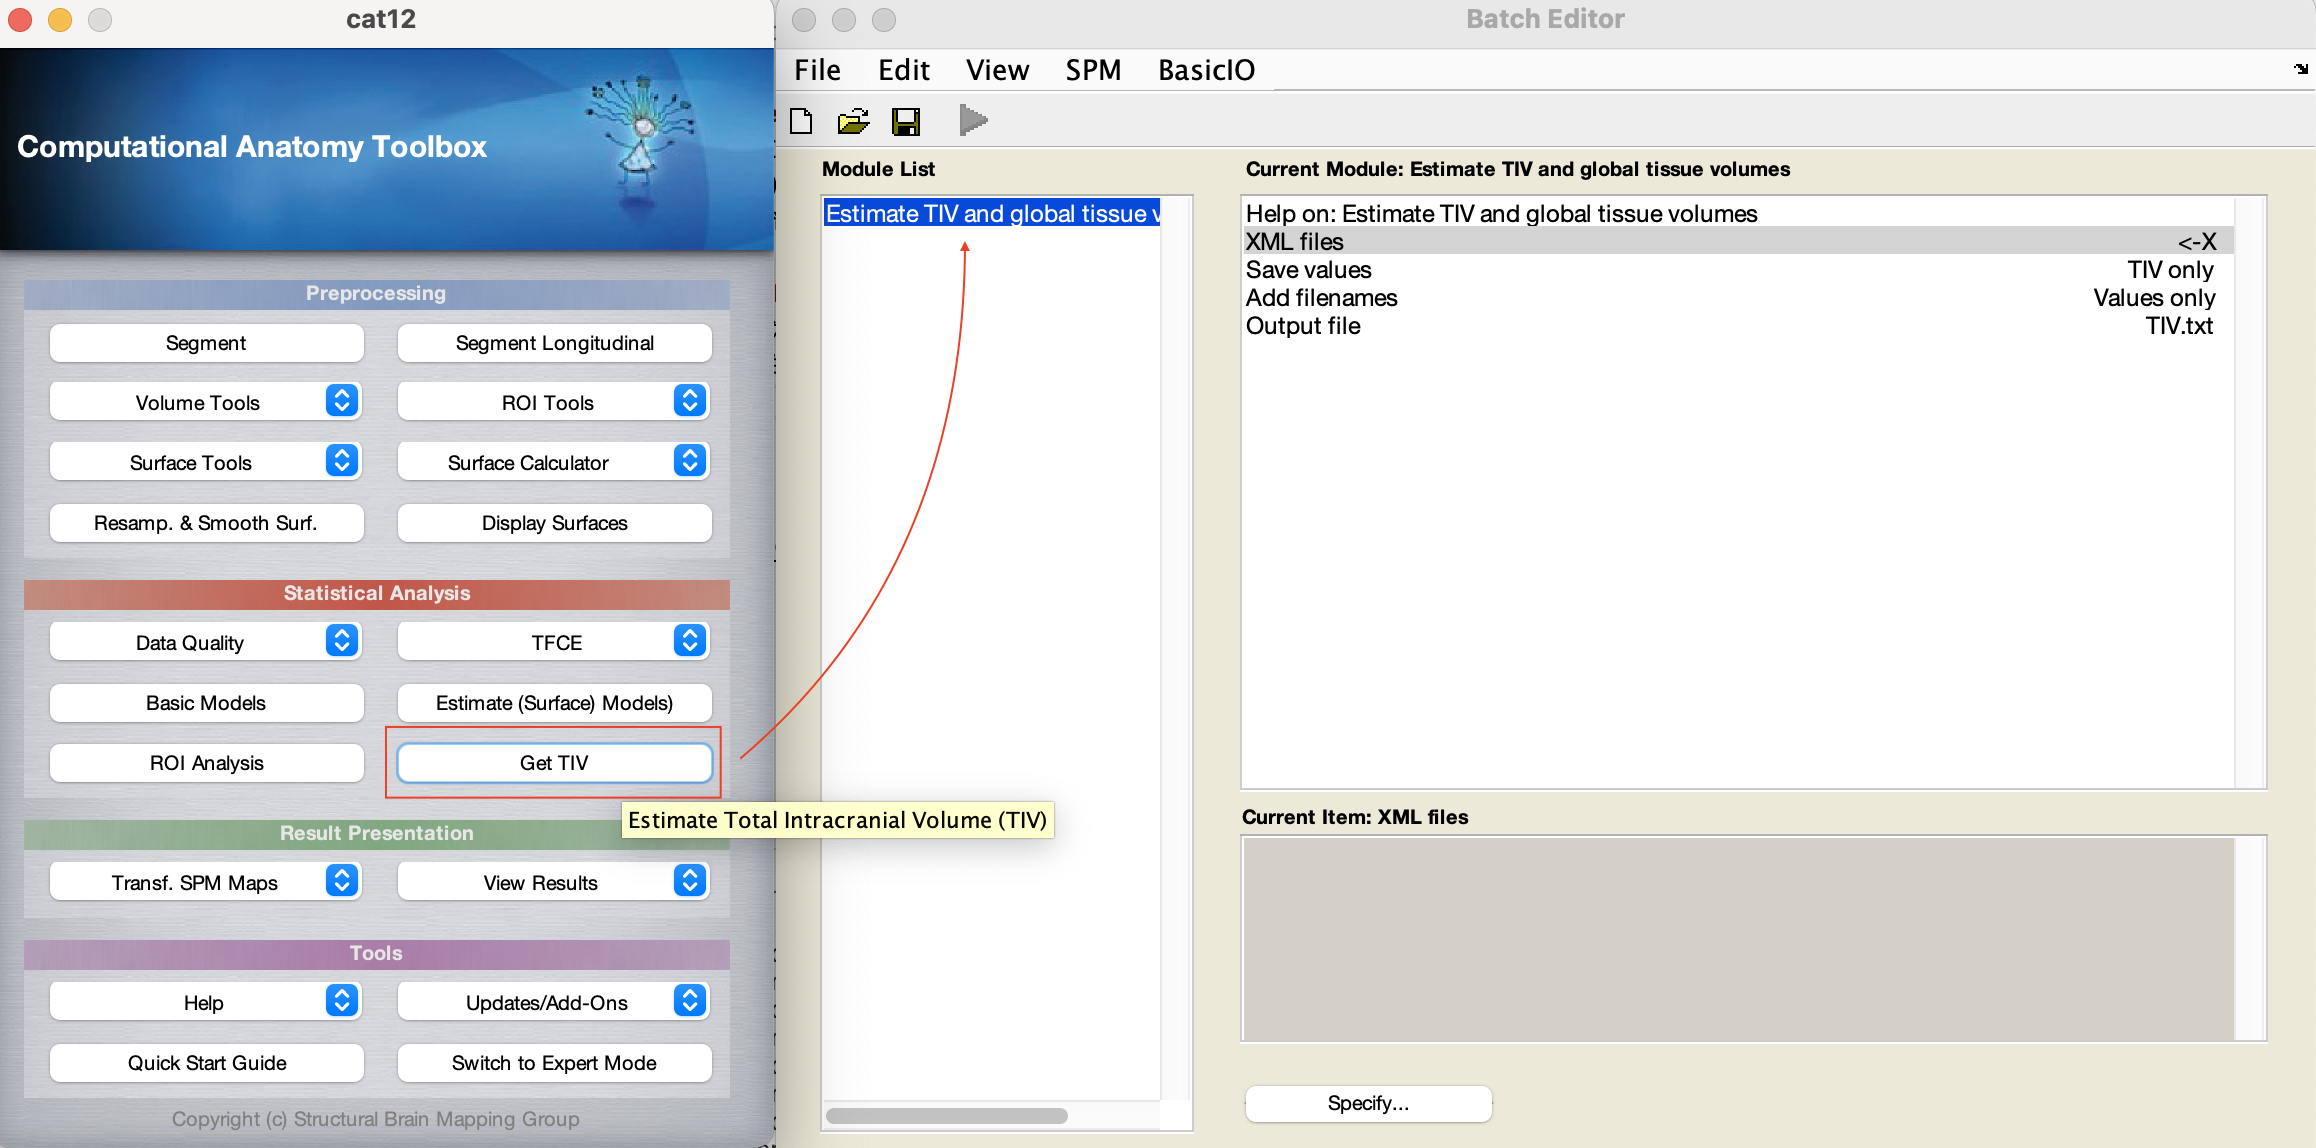 cat12
Computational Anatomy Toolbox
Preprocessing
Segment
Segment Longitudinal
Volume Tools
ROI Tools
Surface Tools
Surface Calculator
Resamp. & Smooth Surf.
Display Surfaces
Statistical Analysis
Data Quality
TFCE
Basic Models
Estimate (Surface) Models)
ROI Analysis
Get TIV
Estimate Total Intracranial Volume (TIV)
Result Presentation
Transf. SPM Maps
View Results
Tools
Help
Updates/Add-Ons
Quick Start Guide
Switch to Expert Mode
Copyright (c) Structural Brain Mapping Group
Batch Editor
File Edit View SPM BasicIO
Module List
Estimate TIV and global tissue v
Current Module: Estimate TIV and global tissue volumes
Help on: Estimate TIV and global tissue volumes
XML files <-X
Save values TIV only
Add filenames Values only
Output file TIV.txt
Current Item: XML files
Specify...